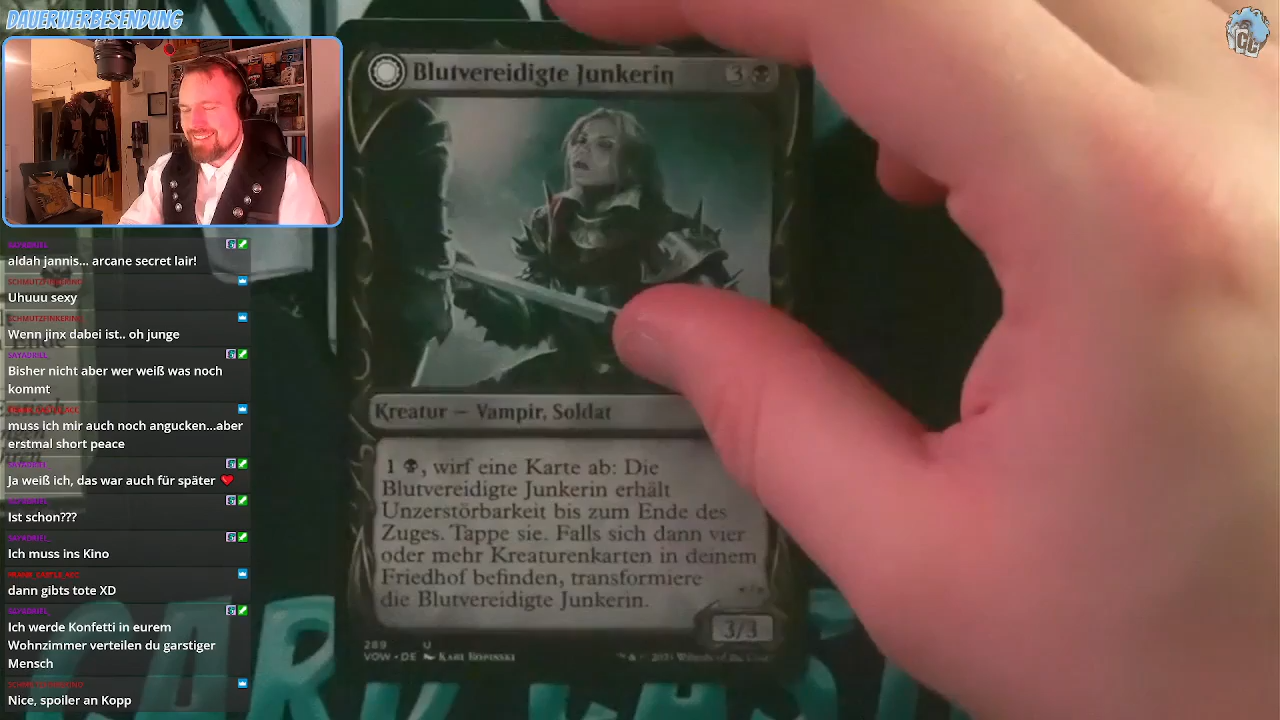 DAUERWERBESENDUNG
aldah jannis... arcane secret lair!
Uhuuu sexy
Wenn jinx dabei ist.. oh junge
Bisher nicht aber wer weiß was noch
kommt
muss ich mir auch noch angucken...aber
erstmal short peace
Ja weiß ich, das war auch für später
Ist schon???
Ich muss ins Kino
dann gibts tote XD
Ich werde Konfetti in eurem
Wohnzimmer verteilen du garstiger
Mensch
Nice, spoiler an Kopp
Blutvereidigte Junkerin 3
Kreatur — Vampir, Soldat
1 , wirf eine Karte ab: Die
Blutvereidigte Junkerin erhält
Unzerstörbarkeit bis zum Ende des
Zuges. Tappe sie. Falls sich dann vier
oder mehr Kreaturenkarten in deinem
Friedhof befinden, transformiere
die Blutvereidigte Junkerin.
3/3
289 U
VOW • DE Karl Kopinski
CC